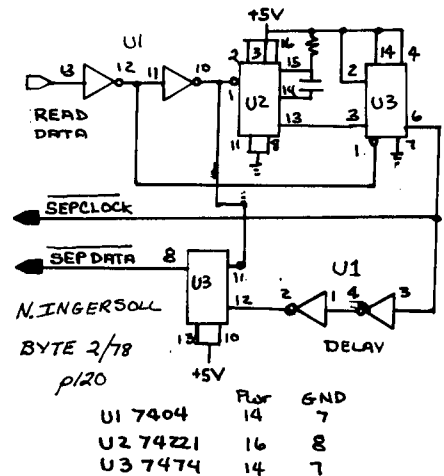 +5V
U1
16
2 3
15
14 4
13 12 11 10
1
U2
14
2
U3
READ
DATA
13
3
6
11 8
1
7
SEPCLOCK
SEPDATA
8
U3
11
U1
12
2
1 4
3
N. INGERSOLL
13 10
DELAY
BYTE 2/78
+5V
p120
Pwr GND
U1 7404 14 7
U2 74221 16 8
U3 7474 14 7